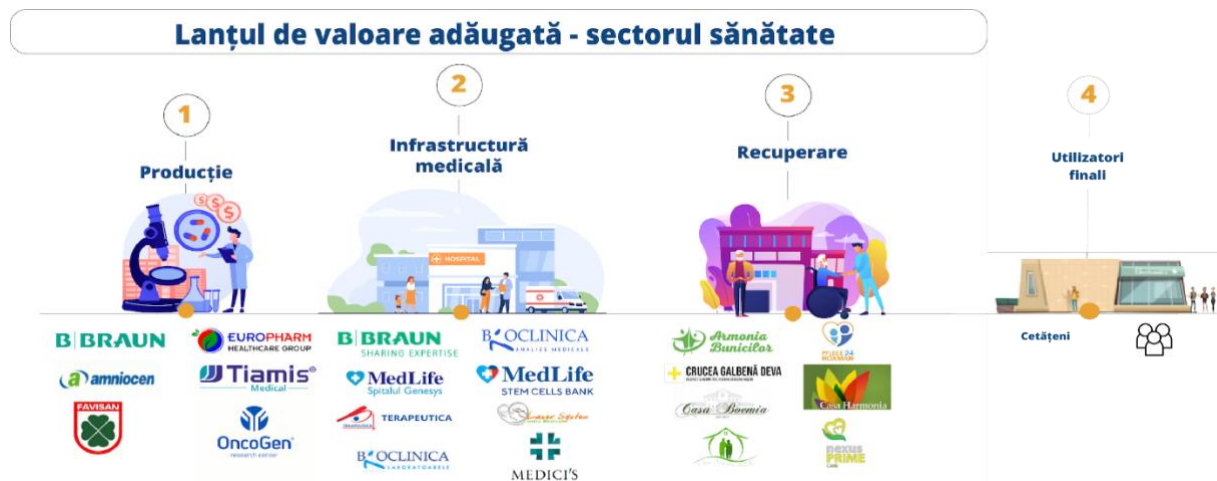 Lanțul de valoare adăugată - sectorul sănătate
1
Producție
2
Infrastructură
medicală
3
Recuperare
4
Utilizatori
finali
HOSPITAL
B|BRAUN
EUROPHARM
HEALTHCARE GROUP
amniocen
Tiamis®
Medical
FAVISAN
OncoGen
research center
B|BRAUN
SHARING EXPERTISE
BIOCLINICA
ANALIZE MEDICALE
MedLife
Spitalul Genesys
MedLife
STEM CELLS BANK
TERAPEUTICA
BIOCLINICA
LABORATOARELE
MEDICI'S
Armonia
Bunicilor
PFLEGE24
CRUCEA GALBENĂ DEVA
Casa Boemia
Casa Harmonia
nexus
PRIME
CARE
Cetățeni